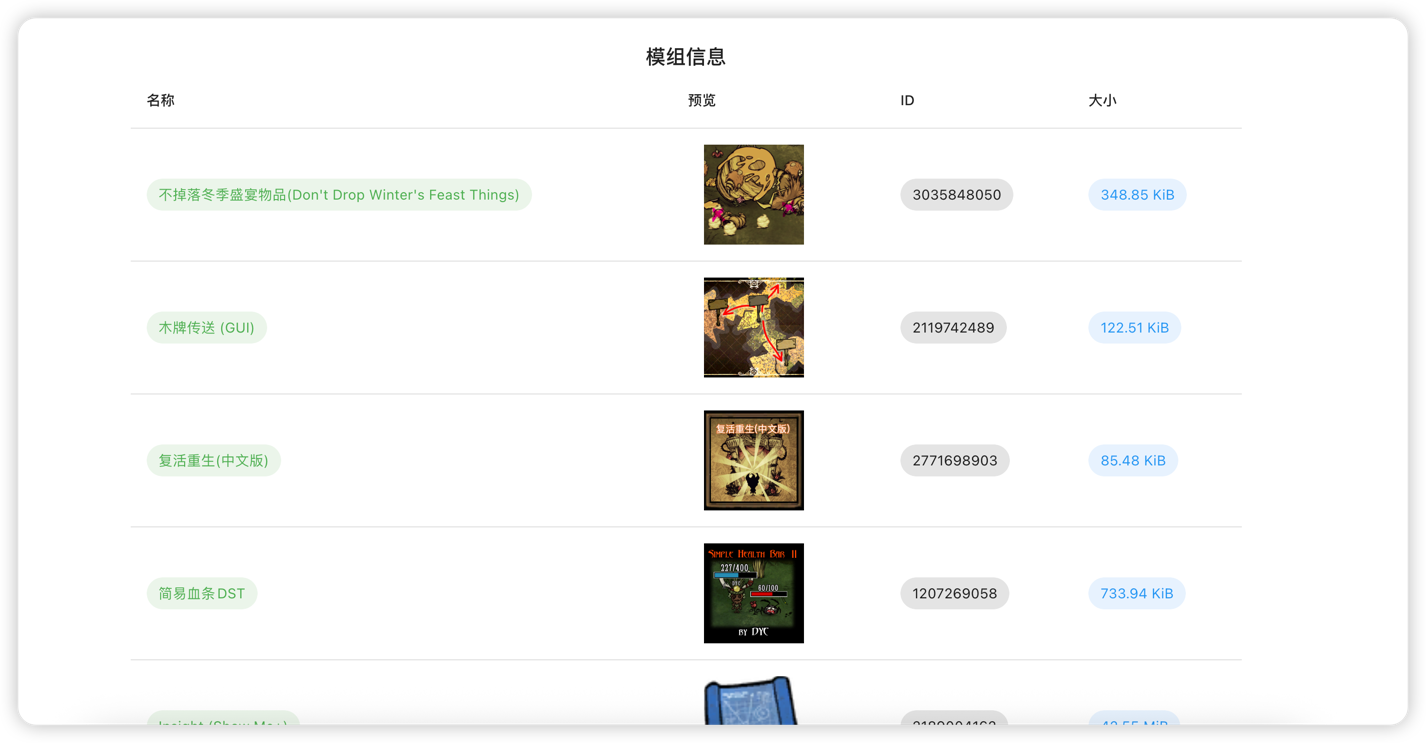 模组信息
名称 预览 ID 大小
不掉落冬季盛宴物品(Don't Drop Winter's Feast Things) 3035848050 348.85 KiB
木牌传送 (GUI) 2119742489 122.51 KiB
复活重生(中文版)
复活重生(中文版) 2771698903 85.48 KiB
Simple Health Bar II
227/400
60/100
简易血条DST 1207269058 733.94 KiB
by DYC
Insight (Show Me+)